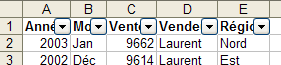 A B C D E
1 Anné Mo Vent Vende Régio
2 2003 Jan 9662 Laurent Nord
3 2002 Déc 9614 Laurent Est